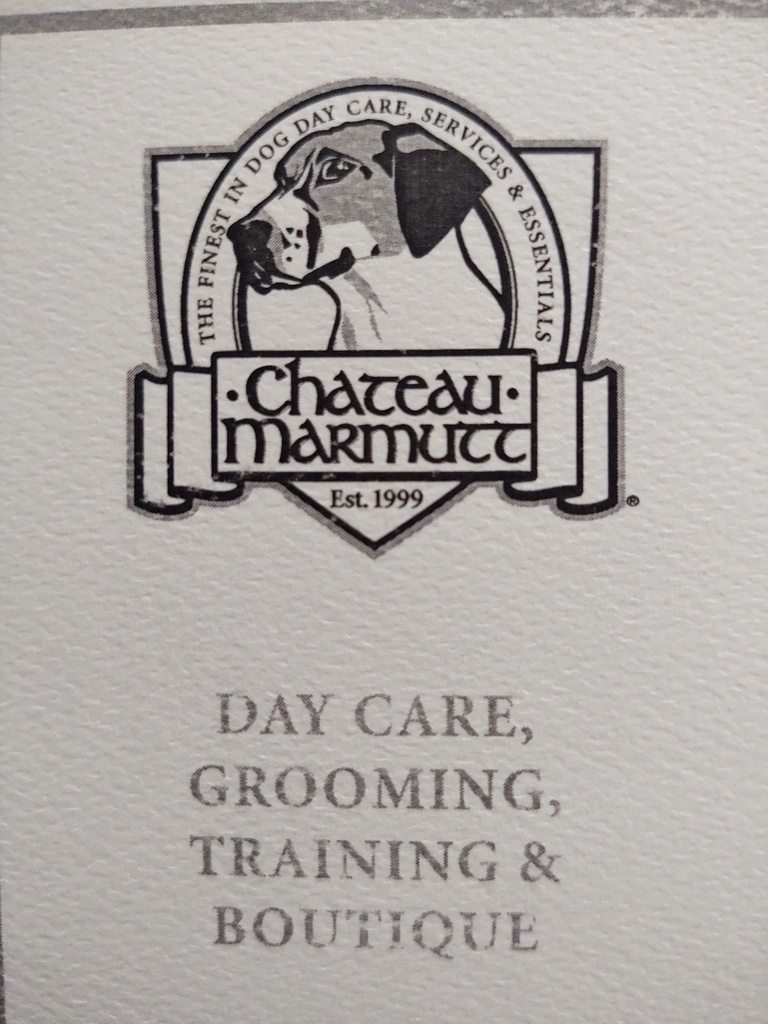 THE FINEST IN DOG DAY CARE, SERVICES & ESSENTIALS
·Chateau·
Marmutt
Est. 1999
®
DAY CARE,
GROOMING,
TRAINING &
BOUTIQUE